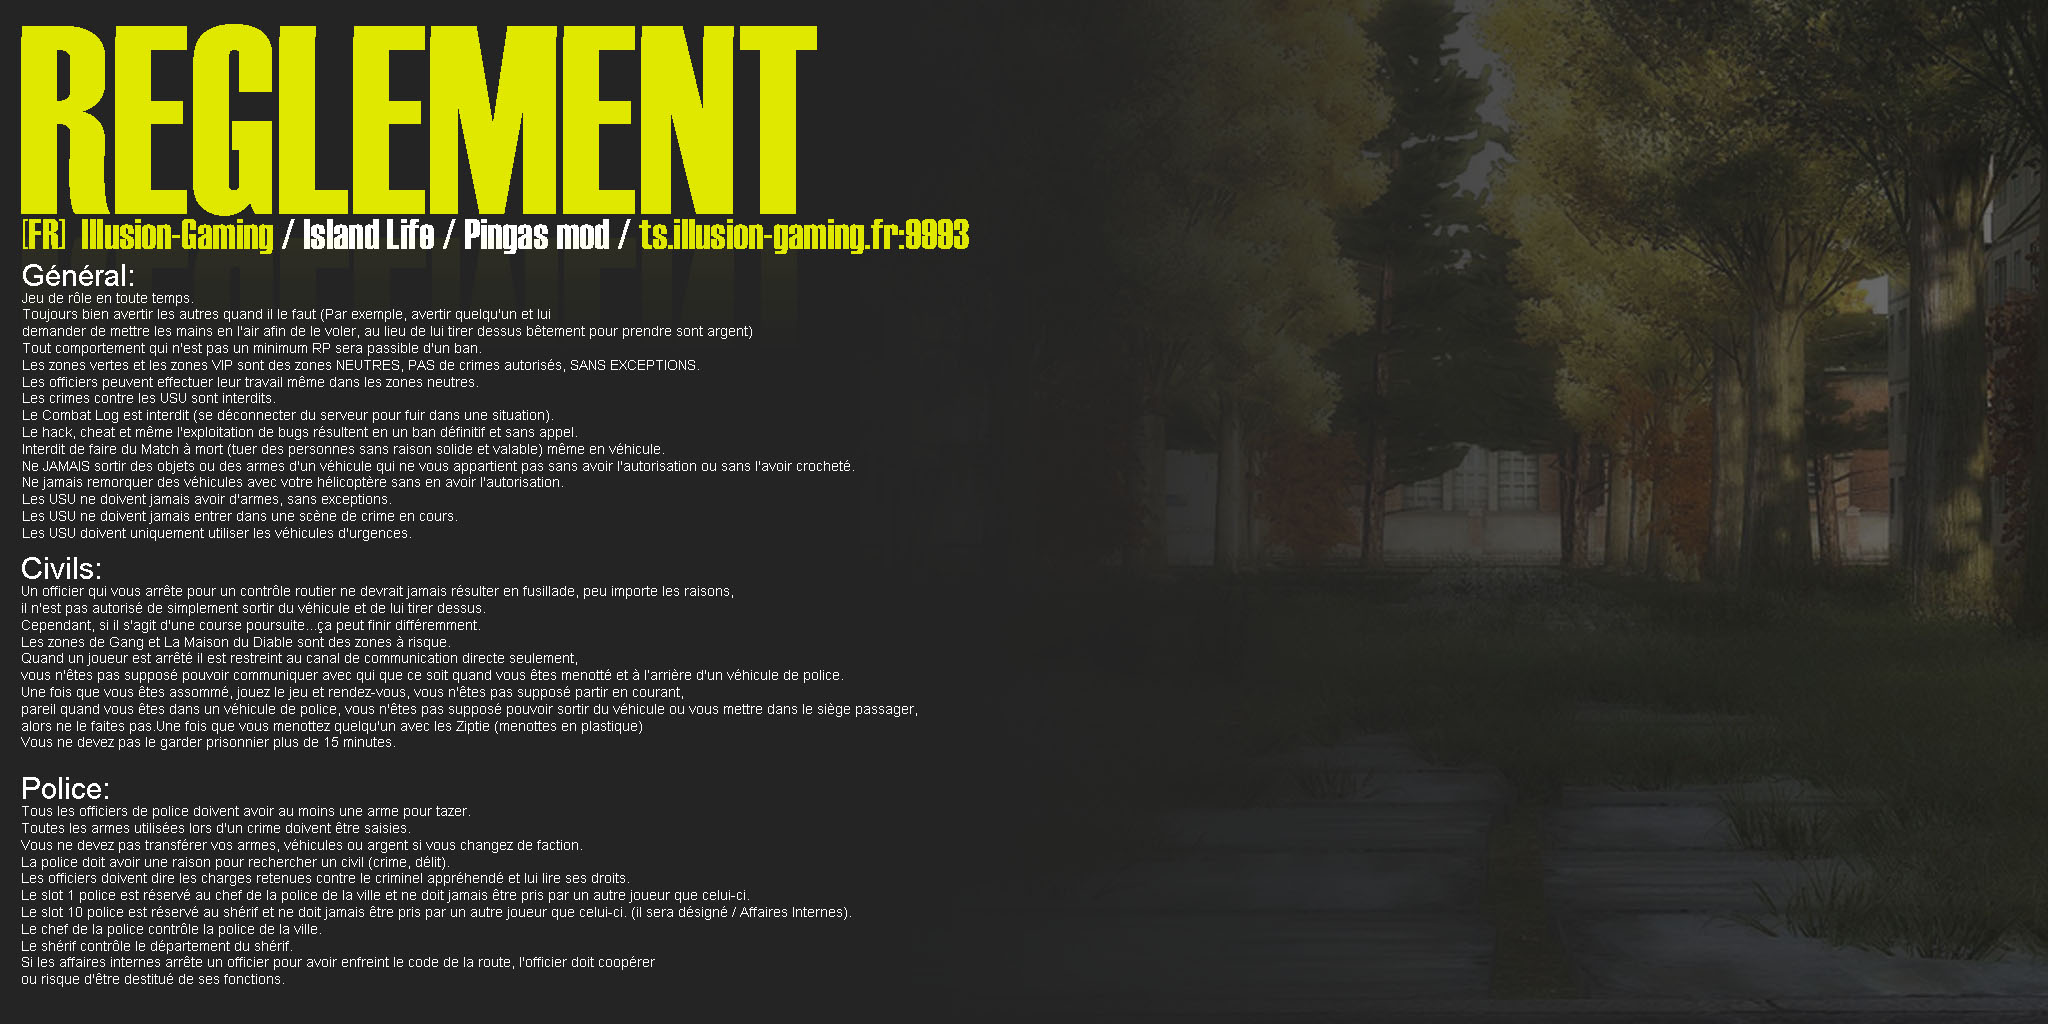 REGLEMENT
[FR] Illusion-Gaming / Island Life / Pingas mod / ts.illusion-gaming.fr:9993
Général:
Jeu de rôle en toute temps.
Toujours bien avertir les autres quand il le faut (Par exemple, avertir quelqu'un et lui
demander de mettre les mains en l'air afin de le voler, au lieu de lui tirer dessus bêtement pour prendre sont argent)
Tout comportement qui n'est pas un minimum RP sera passible d'un ban.
Les zones vertes et les zones VIP sont des zones NEUTRES, PAS de crimes autorisés, SANS EXCEPTIONS.
Les officiers peuvent effectuer leur travail même dans les zones neutres.
Les crimes contre les USU sont interdits.
Le Combat Log est interdit (se déconnecter du serveur pour fuir dans une situation).
Le hack, cheat et même l'exploitation de bugs résultent en un ban définitif et sans appel.
Interdit de faire du Match à mort (tuer des personnes sans raison solide et valable) même en véhicule.
Ne JAMAIS sortir des objets ou des armes d'un véhicule qui ne vous appartient pas sans avoir l'autorisation ou sans l'avoir crocheté.
Ne jamais remorquer des véhicules avec votre hélicoptère sans en avoir l'autorisation.
Les USU ne doivent jamais avoir d'armes, sans exceptions.
Les USU ne doivent jamais entrer dans une scène de crime en cours.
Les USU doivent uniquement utiliser les véhicules d'urgences.
Civils:
Un officier qui vous arrête pour un contrôle routier ne devrait jamais résulter en fusillade, peu importe les raisons,
il n'est pas autorisé de simplement sortir du véhicule et de lui tirer dessus.
Cependant, si il s'agit d'une course poursuite...ça peut finir différemment.
Les zones de Gang et La Maison du Diable sont des zones à risque.
Quand un joueur est arrêté il est restreint au canal de communication directe seulement,
vous n'êtes pas supposé pouvoir communiquer avec qui que ce soit quand vous êtes menotté et à l'arrière d'un véhicule de police.
Une fois que vous êtes assommé, jouez le jeu et rendez-vous, vous n'êtes pas supposé partir en courant,
pareil quand vous êtes dans un véhicule de police, vous n'êtes pas supposé pouvoir sortir du véhicule ou vous mettre dans le siège passager,
alors ne le faites pas.Une fois que vous menottez quelqu'un avec les Ziptie (menottes en plastique)
Vous ne devez pas le garder prisonnier plus de 15 minutes.
Police:
Tous les officiers de police doivent avoir au moins une arme pour tazer.
Toutes les armes utilisées lors d'un crime doivent être saisies.
Vous ne devez pas transférer vos armes, véhicules ou argent si vous changez de faction.
La police doit avoir une raison pour rechercher un civil (crime, délit).
Les officiers doivent dire les charges retenues contre le criminel appréhendé et lui lire ses droits.
Le slot 1 police est réservé au chef de la police de la ville et ne doit jamais être pris par un autre joueur que celui-ci.
Le slot 10 police est réservé au shérif et ne doit jamais être pris par un autre joueur que celui-ci. (il sera désigné / Affaires Internes).
Le chef de la police contrôle la police de la ville.
Le shérif contrôle le département du shérif.
Si les affaires internes arrête un officier pour avoir enfreint le code de la route, l'officier doit coopérer
ou risque d'être destitué de ses fonctions.